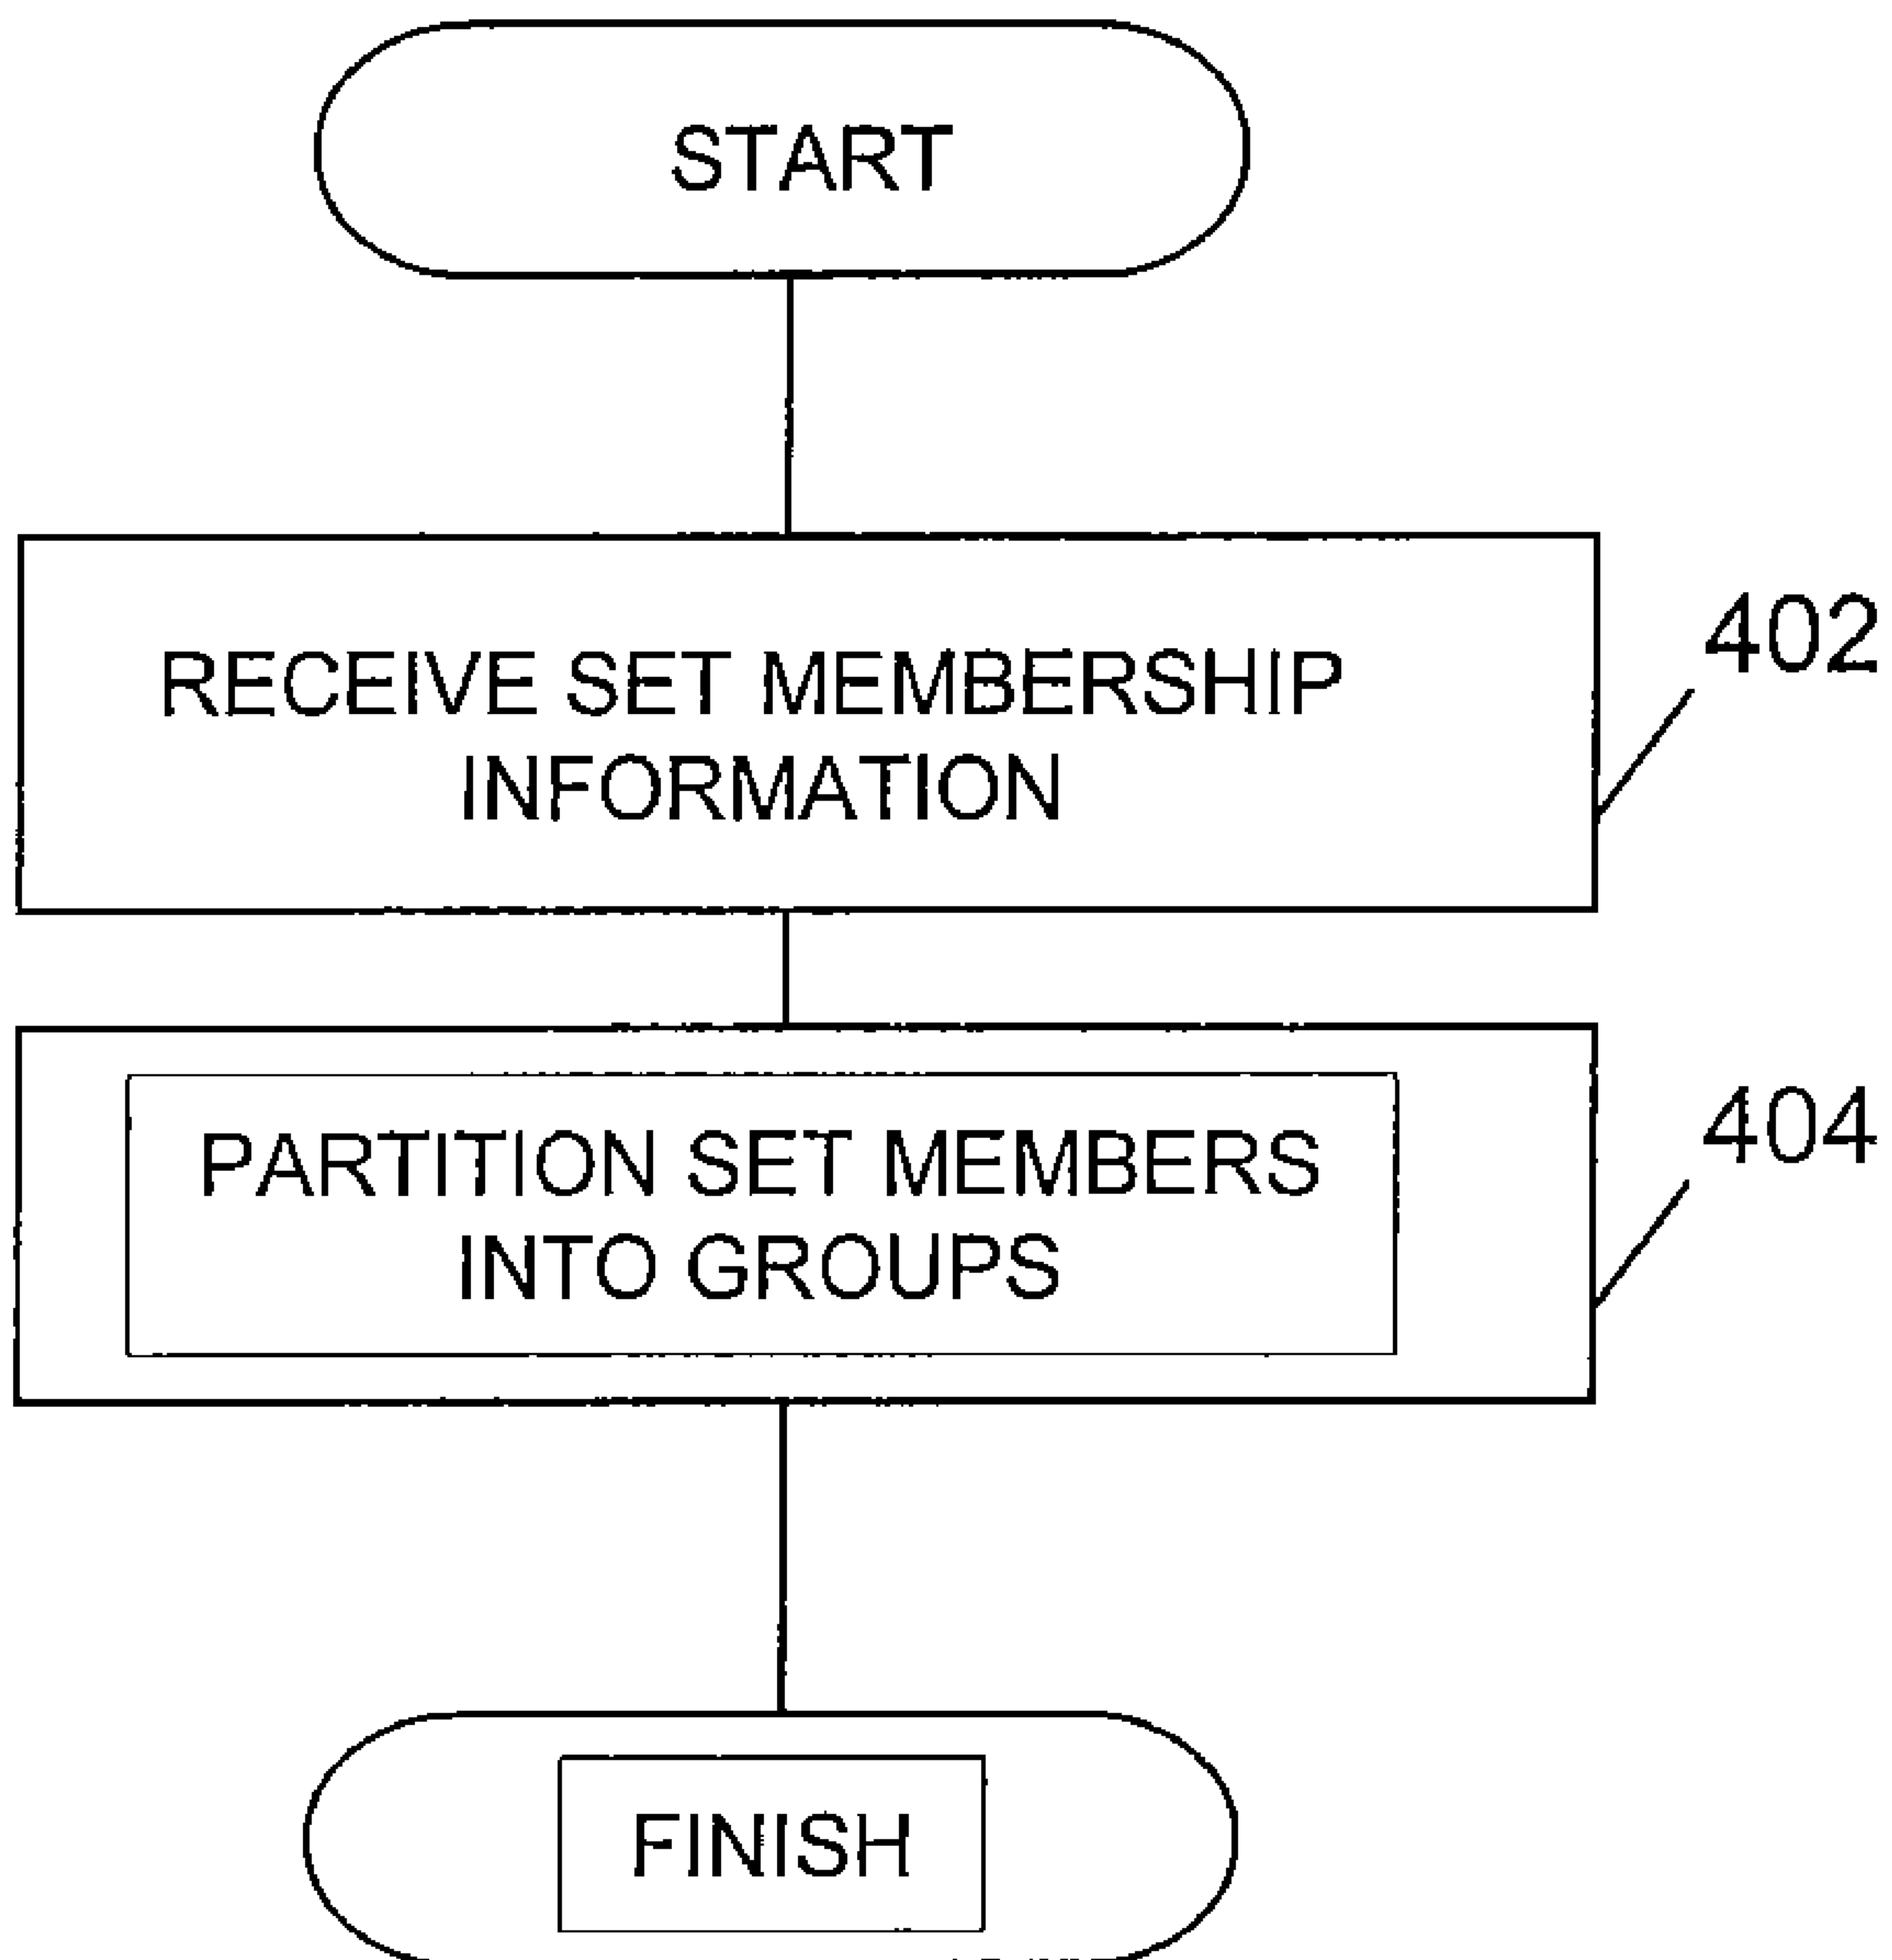 START
RECEIVE SET MEMBERSHIP
INFORMATION
402
PARTITION SET MEMBERS
INTO GROUPS
404
FINISH